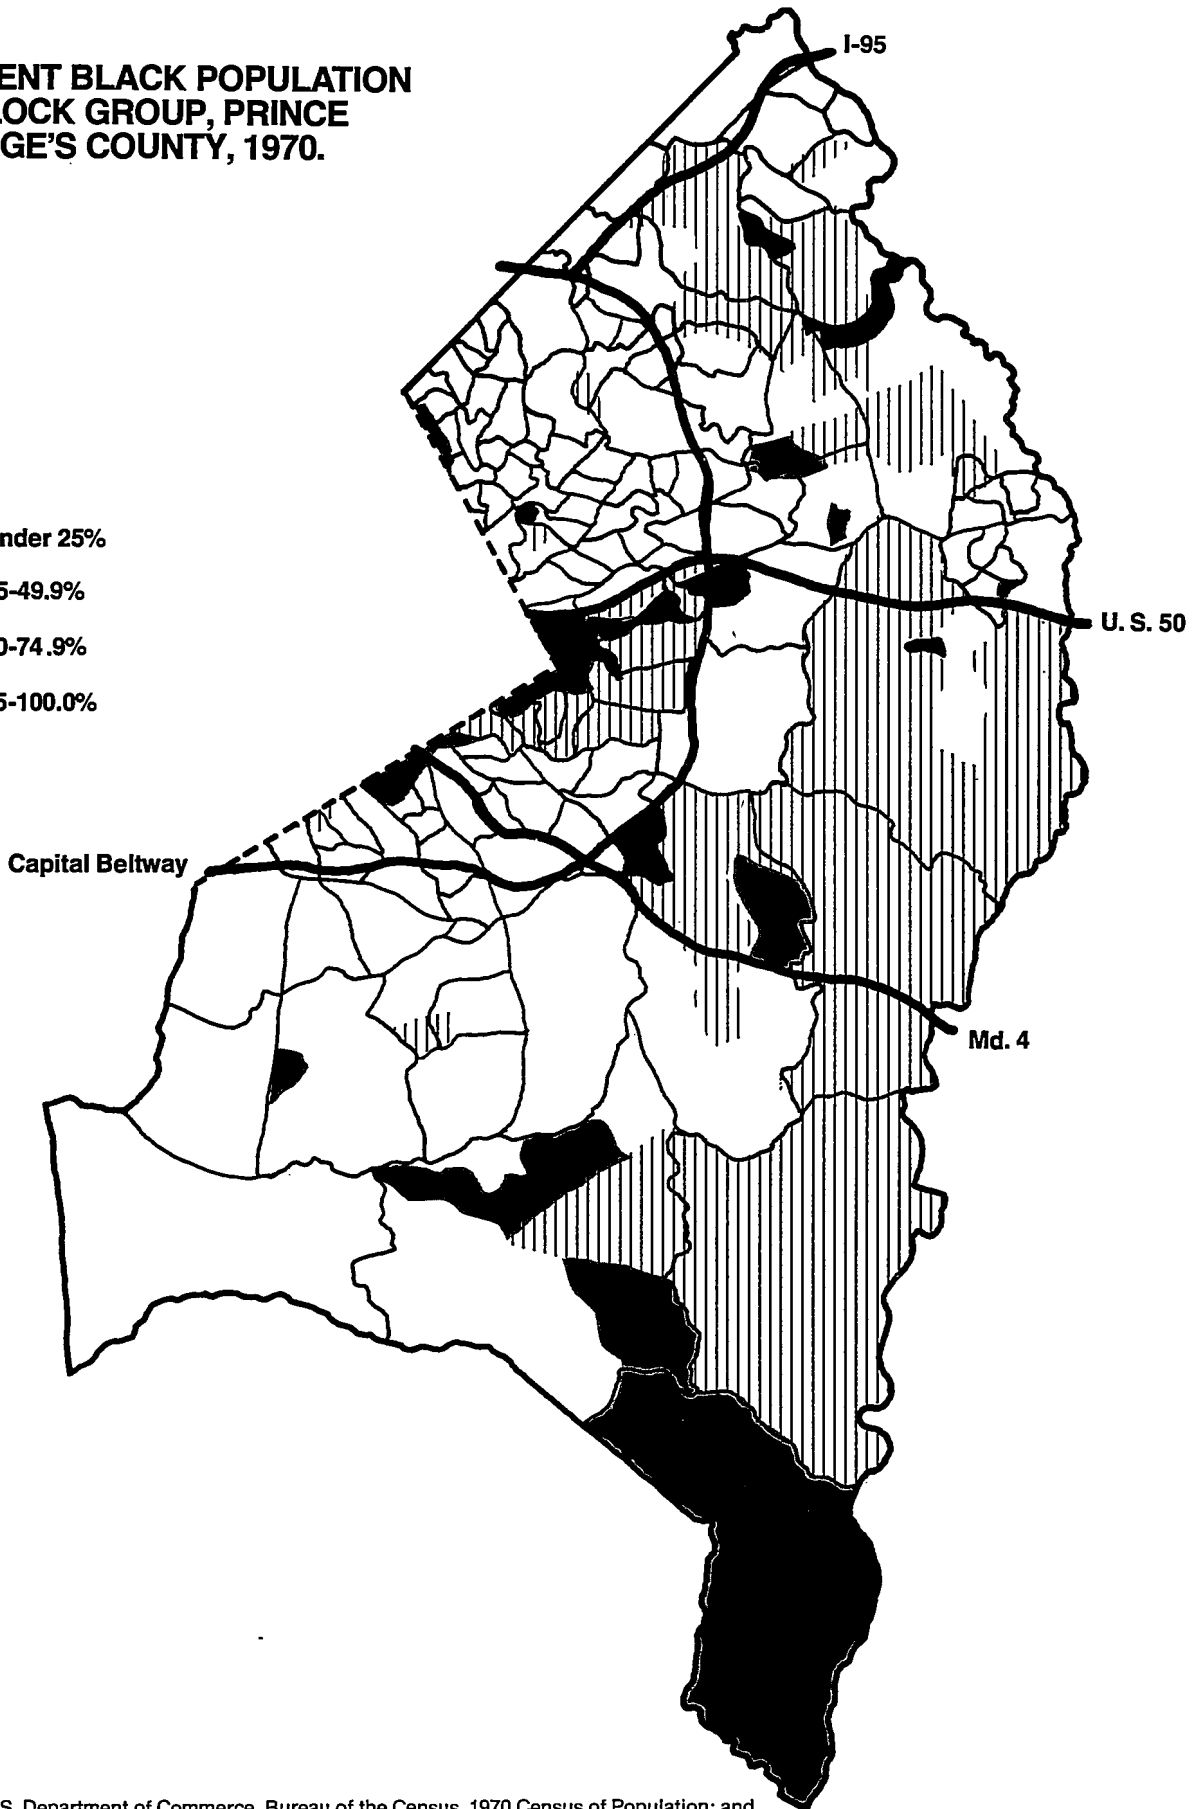 ENT BLACK POPULATION
LOCK GROUP, PRINCE
GE'S COUNTY, 1970.
I-95
nder 25%
5-49.9%
0-74.9%
5-100.0%
U. S. 50
Capital Beltway
Md. 4
S. Department of Commerce, Bureau of the Census, 1970 Census of Population; and